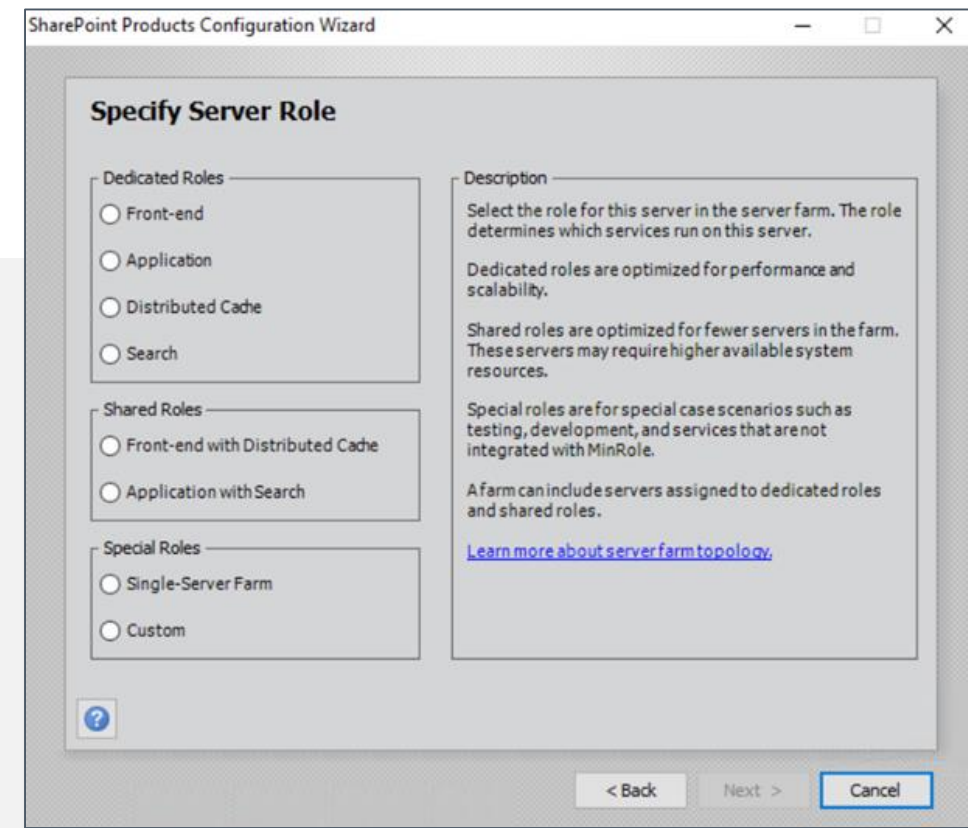 SharePoint Products Configuration Wizard
Specify Server Role
Dedicated Roles
Front-end
Application
Distributed Cache
Search
Shared Roles
Front-end with Distributed Cache
Application with Search
Special Roles
Single-Server Farm
Custom
Description
Select the role for this server in the server farm. The role
determines which services run on this server.
Dedicated roles are optimized for performance and
scalability.
Shared roles are optimized for fewer servers in the farm.
These servers may require higher available system
resources.
Special roles are for special case scenarios such as
testing, development, and services that are not
integrated with MinRole.
A farm can include servers assigned to dedicated roles
and shared roles.
Learn more about server farm topology.
?
< Back
Next >
Cancel